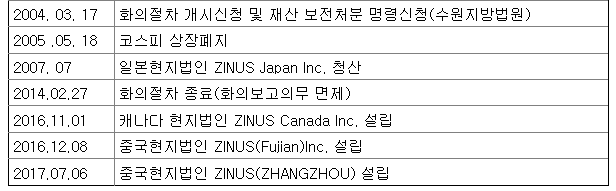 2004. 03. 17 화의절차 개시신청 및 재산 보전처분 명령신청(수원지방법원)
2005 .05. 18 코스피 상장폐지
2007. 07 일본현지법인 ZINUS Japan Inc. 청산
2014.02.27 화의절차 종료(화의보고의무 면제)
2016.11.01 캐나다 현지법인 ZINUS Canada Inc. 설립
2016.12.08 중국현지법인 ZINUS(Fujian)Inc. 설립
2017.07.06 중국현지법인 ZINUS(ZHANGZHOU) 설립